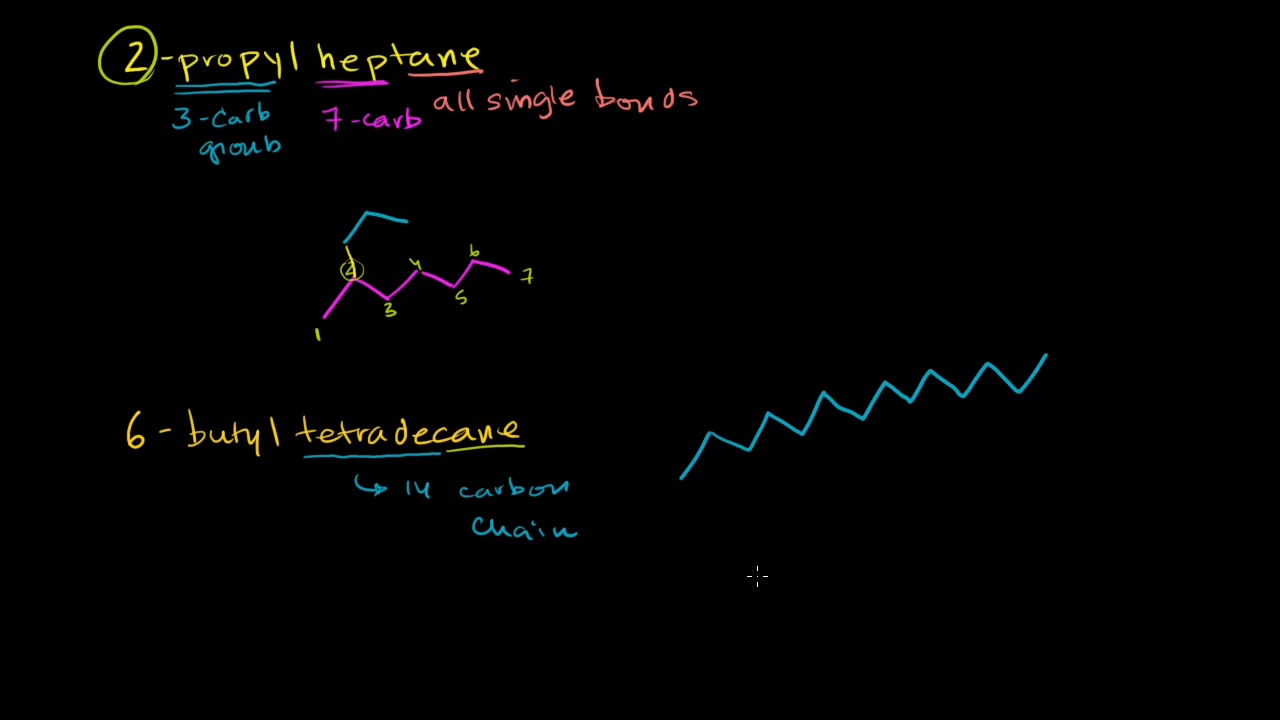 2-propyl heptane
all single bonds
3-carb 7-carb
group
2
4
6
7
5
3
1
6-butyl tetradecane
14 carbon
chain